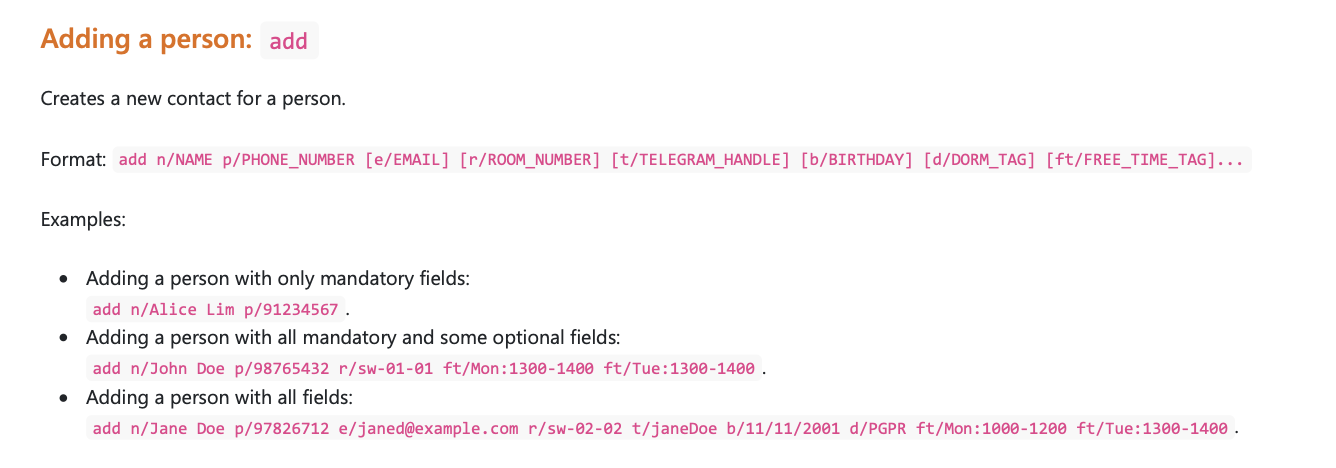 Adding a person: add
Creates a new contact for a person.
Format: add n/NAME p/PHONE_NUMBER [e/EMAIL] [r/ROOM_NUMBER] [t/TELEGRAM_HANDLE] [b/BIRTHDAY] [d/DORM_TAG] [ft/FREE_TIME_TAG]...
Examples:
• Adding a person with only mandatory fields:
add n/Alice Lim p/91234567 .
• Adding a person with all mandatory and some optional fields:
add n/John Doe p/98765432 r/sw-01-01 ft/Mon:1300-1400 ft/Tue:1300-1400 .
• Adding a person with all fields:
add n/Jane Doe p/97826712 e/janed@example.com r/sw-02-02 t/janeDoe b/11/11/2001 d/PGPR ft/Mon:1000-1200 ft/Tue:1300-1400 .